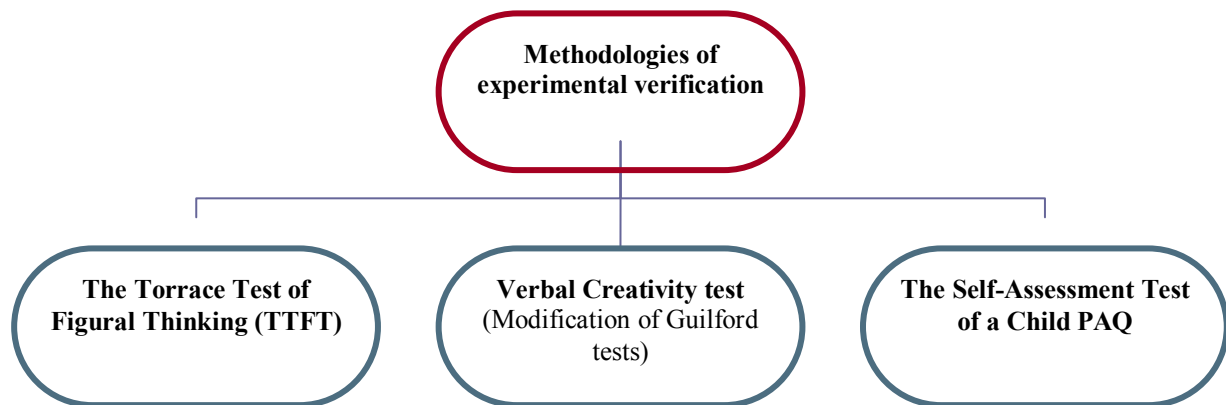 Methodologies of
experimental verification
The Torrace Test of
Figural Thinking (TTFT)
Verbal Creativity test
(Modification of Guilford
tests)
The Self-Assessment Test
of a Child PAQ